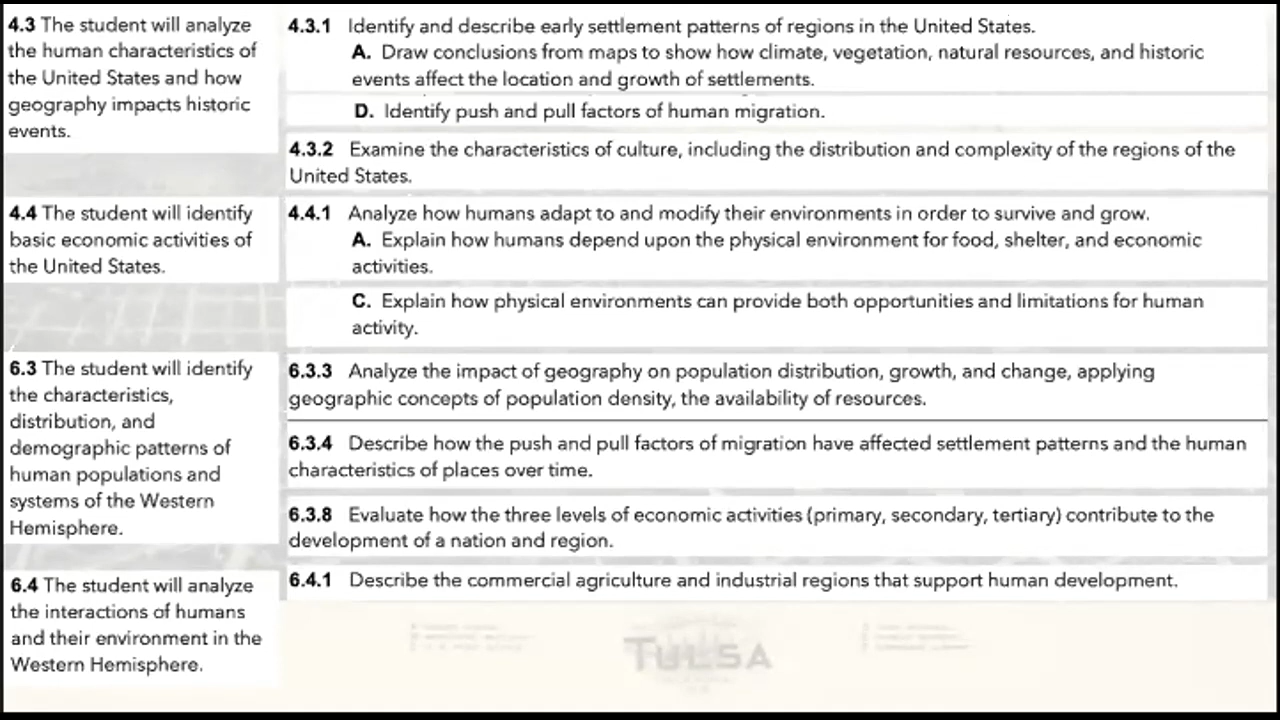 4.3 The student will analyze
the human characteristics of
the United States and how
geography impacts historic
events.
4.3.1 Identify and describe early settlement patterns of regions in the United States.
A. Draw conclusions from maps to show how climate, vegetation, natural resources, and historic
events affect the location and growth of settlements.
D. Identify push and pull factors of human migration.
4.3.2 Examine the characteristics of culture, including the distribution and complexity of the regions of the
United States.
4.4 The student will identify
basic economic activities of
the United States.
4.4.1 Analyze how humans adapt to and modify their environments in order to survive and grow.
A. Explain how humans depend upon the physical environment for food, shelter, and economic
activities.
C. Explain how physical environments can provide both opportunities and limitations for human
activity.
6.3 The student will identify
the characteristics,
distribution, and
demographic patterns of
human populations and
systems of the Western
Hemisphere.
6.3.3 Analyze the impact of geography on population distribution, growth, and change, applying
geographic concepts of population density, the availability of resources.
6.3.4 Describe how the push and pull factors of migration have affected settlement patterns and the human
characteristics of places over time.
6.3.8 Evaluate how the three levels of economic activities (primary, secondary, tertiary) contribute to the
development of a nation and region.
6.4 The student will analyze
the interactions of humans
and their environment in the
Western Hemisphere.
6.4.1 Describe the commercial agriculture and industrial regions that support human development.
TULSA